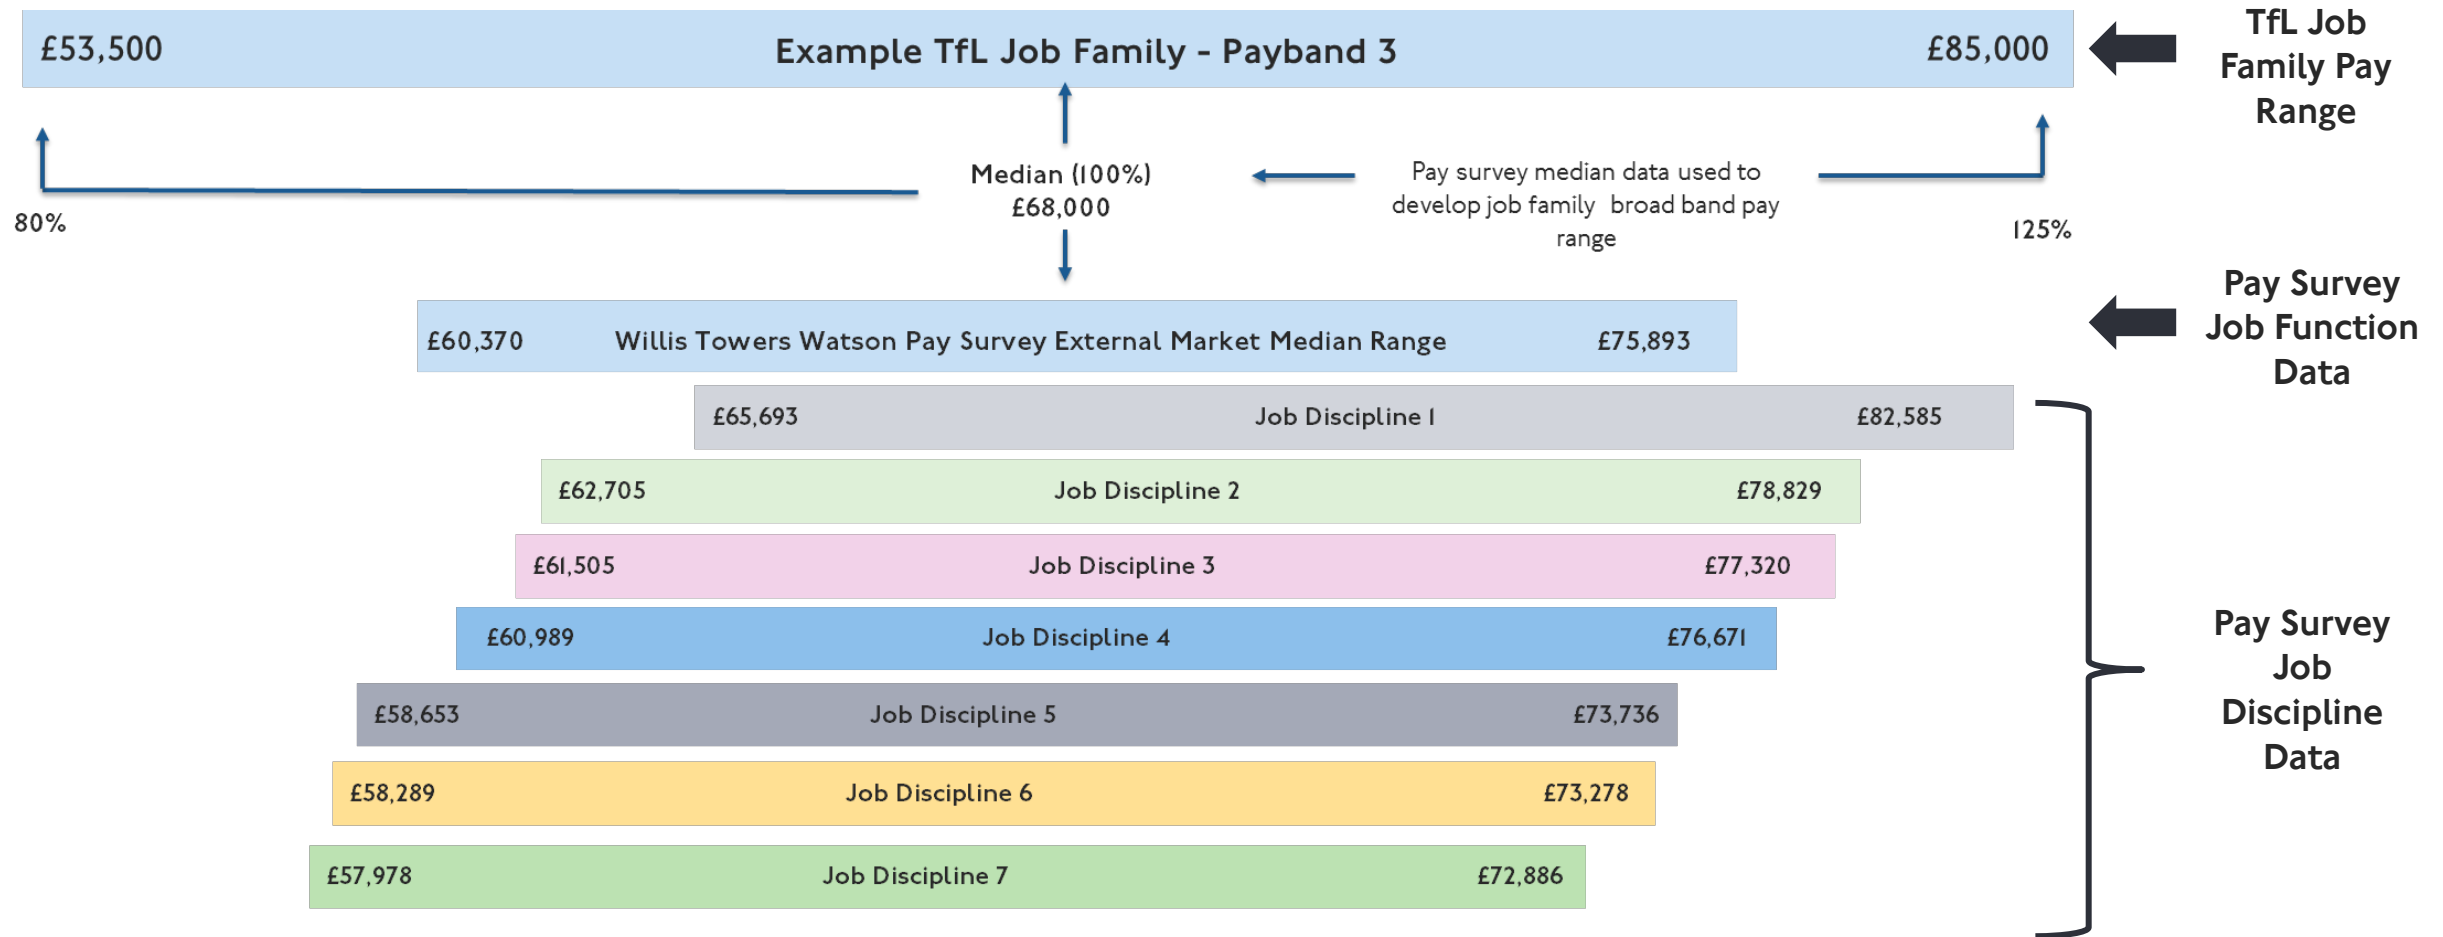 £53,500 Example TfL Job Family - Payband 3 £85,000
TfL Job
Family Pay
Range
Median (100%)
£68,000
Pay survey median data used to
develop job family broad band pay
range
80%
125%
£60,370 Willis Towers Watson Pay Survey External Market Median Range £75,893
Pay Survey
Job Function
Data
£65,693 Job Discipline 1 £82,585
£62,705 Job Discipline 2 £78,829
£61,505 Job Discipline 3 £77,320
£60,989 Job Discipline 4 £76,671
£58,653 Job Discipline 5 £73,736
£58,289 Job Discipline 6 £73,278
£57,978 Job Discipline 7 £72,886
Pay Survey
Job
Discipline
Data